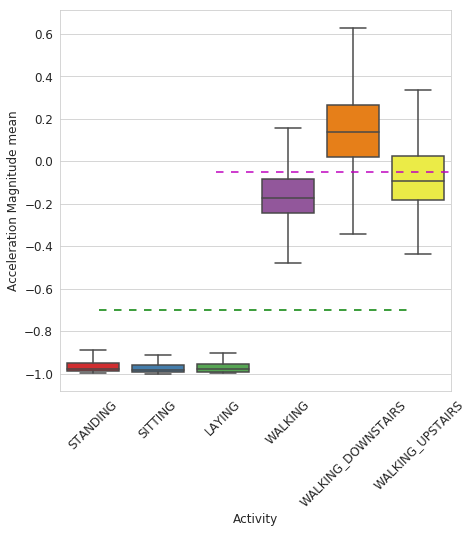 Acceleration Magnitude mean
0.6
0.4
0.2
0.0
−0.2
−0.4
−0.6
−0.8
−1.0
STANDING
SITTING
LAYING
WALKING
WALKING_DOWNSTAIRS
WALKING_UPSTAIRS
Activity